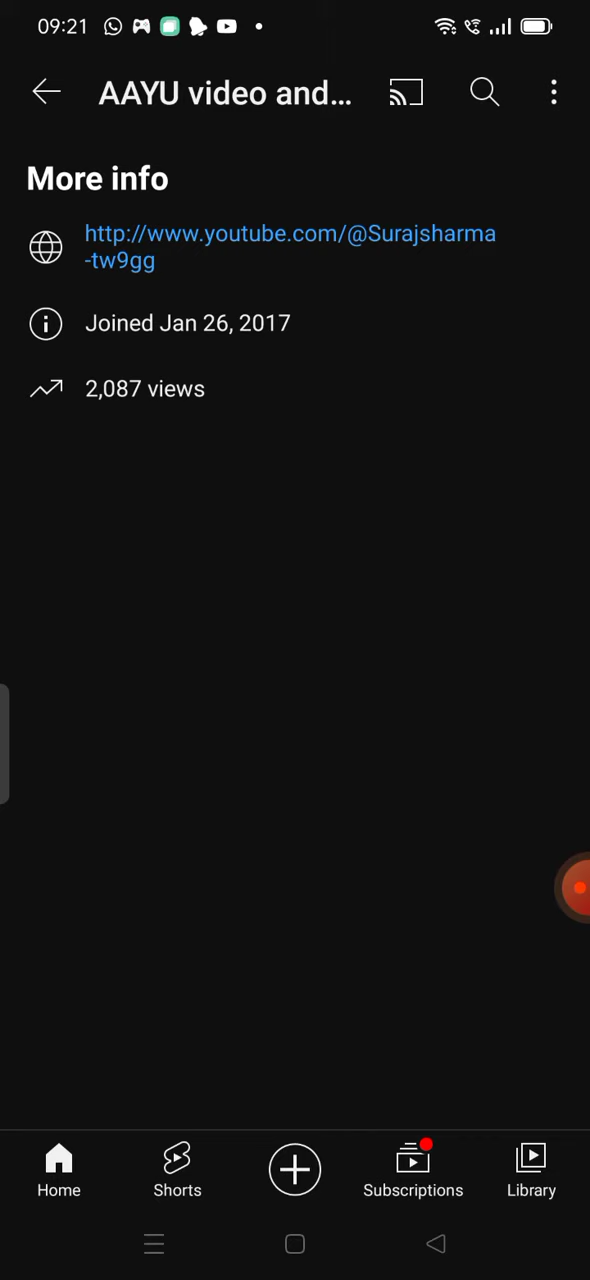 09:21
AAYU video and...
More info
http://www.youtube.com/@Surajsharma
-tw9gg
Joined Jan 26, 2017
2,087 views
Home
Shorts
Subscriptions
Library